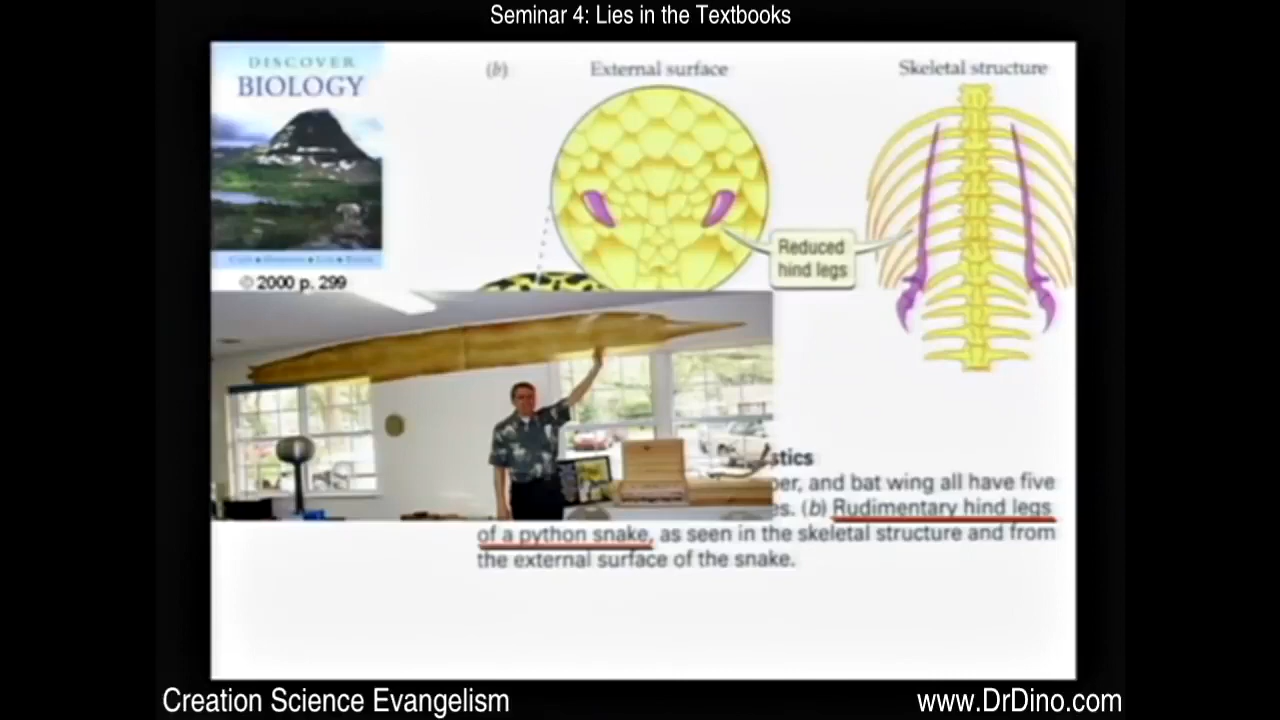 Seminar 4: Lies in the Textbooks
DISCOVER
BIOLOGY
© 2000 p. 299
(b)
External surface
Skeletal structure
Reduced
hind legs
stics
per, and bat wing all have five
es. (b) Rudimentary hind legs
of a python snake, as seen in the skeletal structure and from
the external surface of the snake.
Creation Science Evangelism
www.DrDino.com